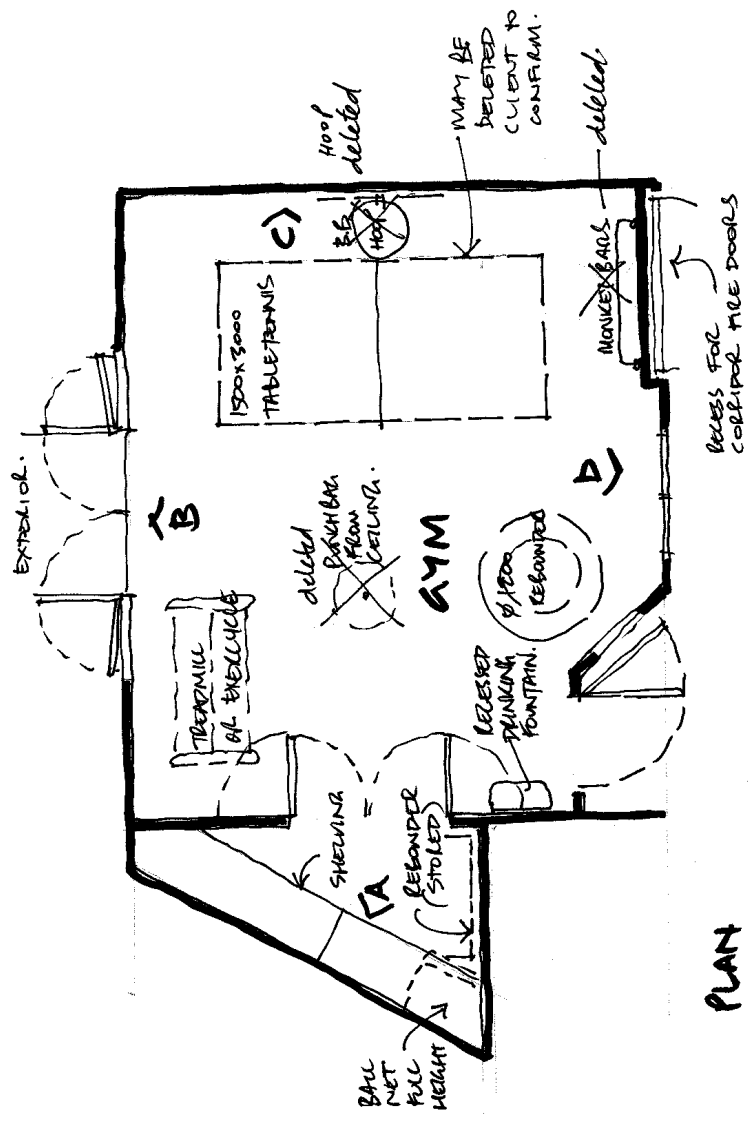 EXTERIOR.
BALL
NET
FULL
HEIGHT
SHELVING
A
REBOUNDER
(STORED)
TREADMILL
OR EXERCYCLE
B
deleted
PUNCHBAG
FROM
CEILING.
GYM
RECESSED
DRINKING
FOUNTAIN.
Ø1200
REBOUNDER
D
1500x3000
TABLE TENNIS
C
B.B
HOOP
HOOP
deleted
MAY BE
DELETED
CLIENT TO
CONFIRM.
MONKEY BARS
deleted.
RECESS FOR
CORRIDOR FIRE DOORS
PLAN